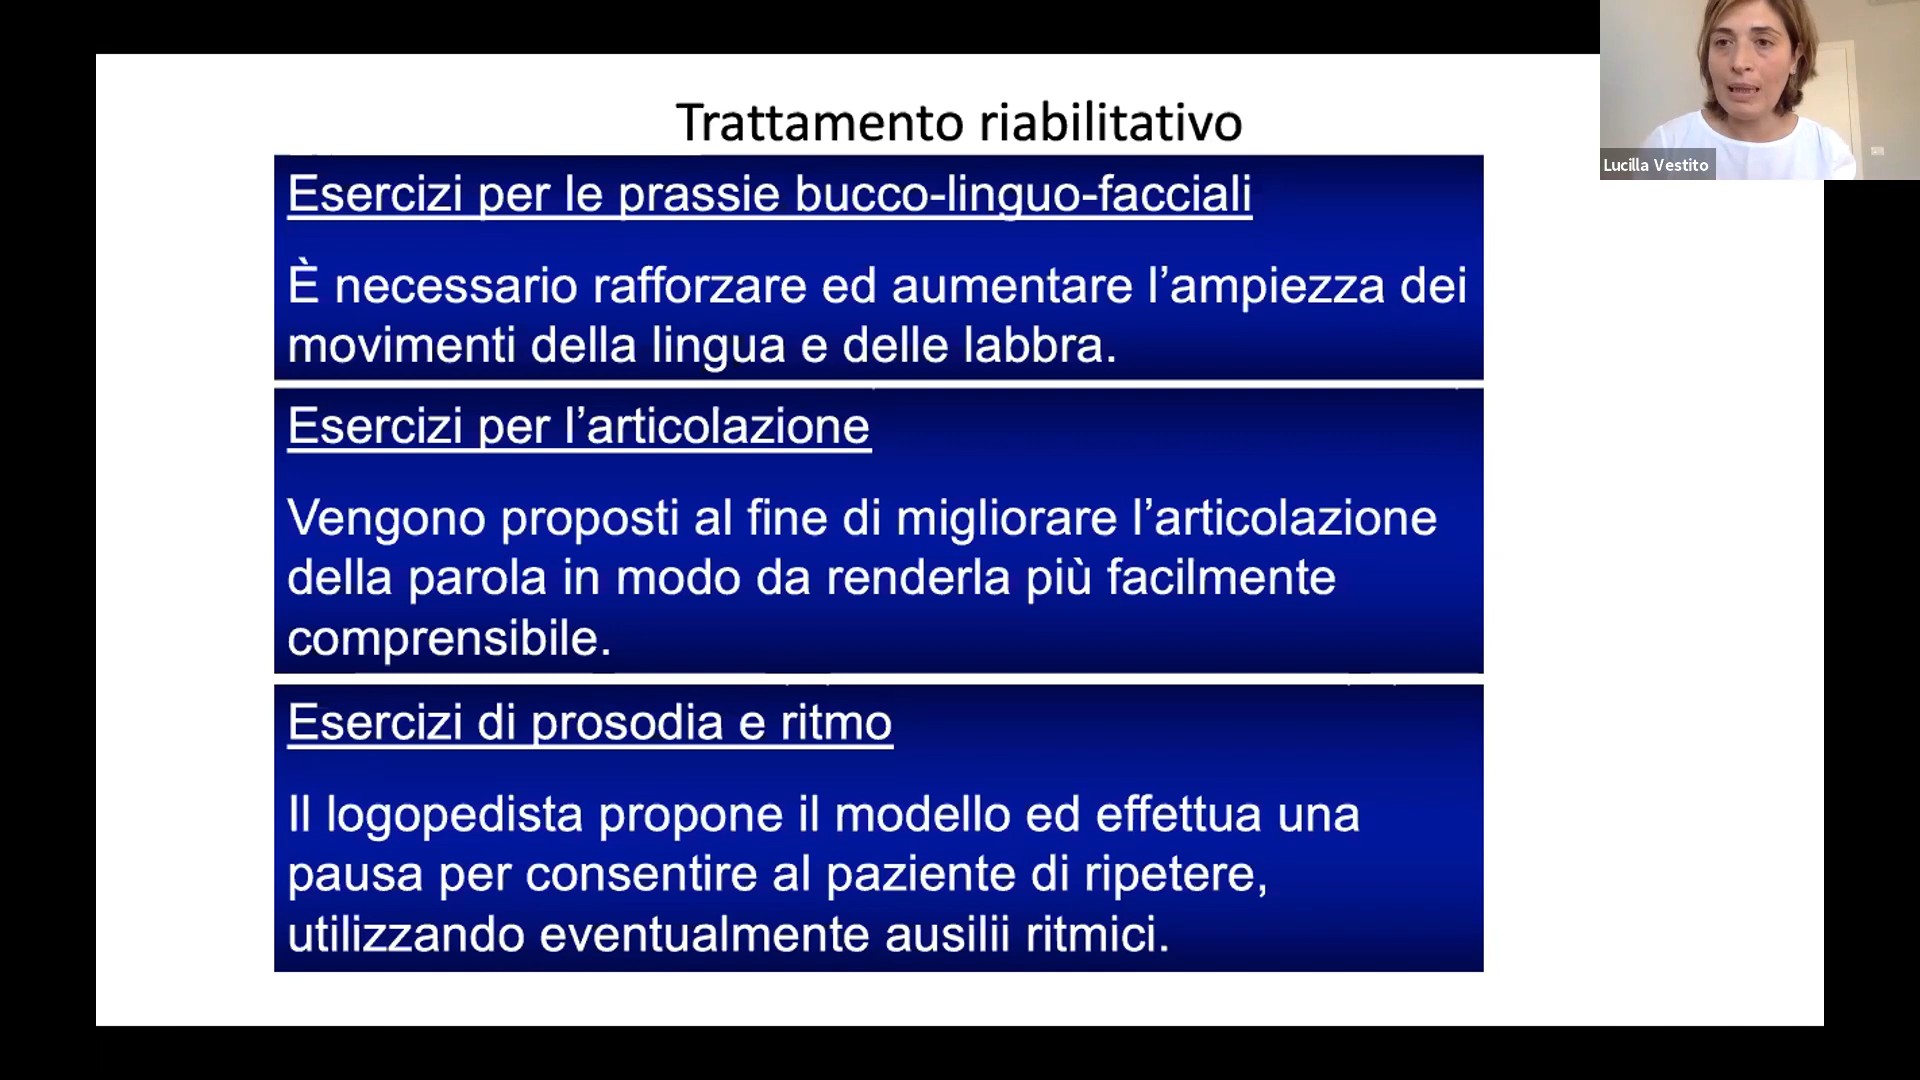 Trattamento riabilitativo
Lucilla Vestito
Esercizi per le prassie bucco-linguo-facciali
È necessario rafforzare ed aumentare l’ampiezza dei
movimenti della lingua e delle labbra.
Esercizi per l’articolazione
Vengono proposti al fine di migliorare l’articolazione
della parola in modo da renderla più facilmente
comprensibile.
Esercizi di prosodia e ritmo
Il logopedista propone il modello ed effettua una
pausa per consentire al paziente di ripetere,
utilizzando eventualmente ausilii ritmici.